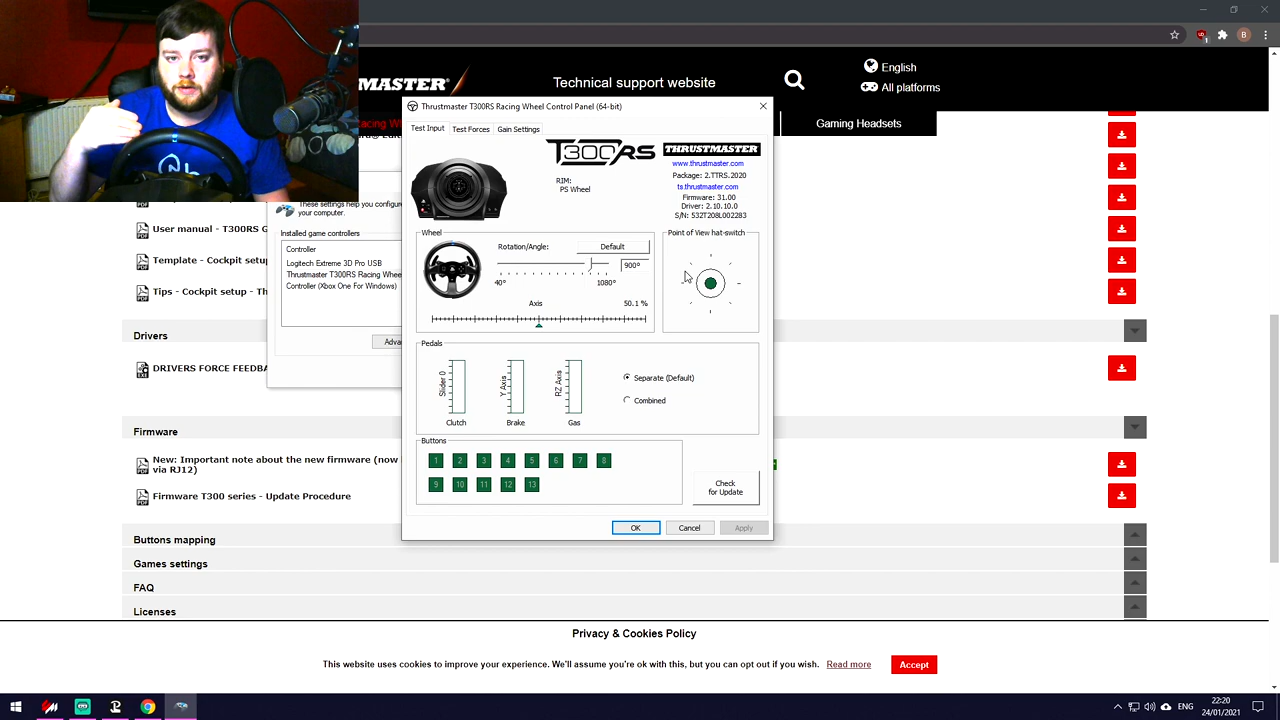 MASTER
Technical support website
English
All platforms
Gaming Headsets
Thrustmaster T300RS Racing Wheel Control Panel (64-bit)
Test Input
Test Forces
Gain Settings
T300RS
THRUSTMASTER
www.thrustmaster.com
RIM:
PS Wheel
Package: 2.TTRS.2020
ts.thrustmaster.com
Firmware: 31.00
Driver: 2.10.10.0
S/N: 532T208L002283
These settings help you configure
your computer.
Installed game controllers
Controller
Logitech Extreme 3D Pro USB
Thrustmaster T300RS Racing Whee
Controller (Xbox One For Windows)
Adva
User manual - T300RS G
Template - Cockpit setu
Tips - Cockpit setup - Th
Drivers
DRIVERS FORCE FEEDBA
Wheel
Rotation/Angle:
Default
900°
40°
1080°
Axis
50.1 %
Point of View hat-switch
Pedals
Slider 0
Y Axis
RZ Axis
Clutch
Brake
Gas
Separate (Default)
Combined
Buttons
1 2 3 4 5 6 7 8
9 10 11 12 13
Check
for Update
OK
Cancel
Apply
Firmware
New: Important note about the new firmware (now
via RJ12)
Firmware T300 series - Update Procedure
Buttons mapping
Games settings
FAQ
Licenses
Privacy & Cookies Policy
This website uses cookies to improve your experience. We'll assume you're ok with this, but you can opt out if you wish.
Read more
Accept
ENG
22:20
24/01/2021